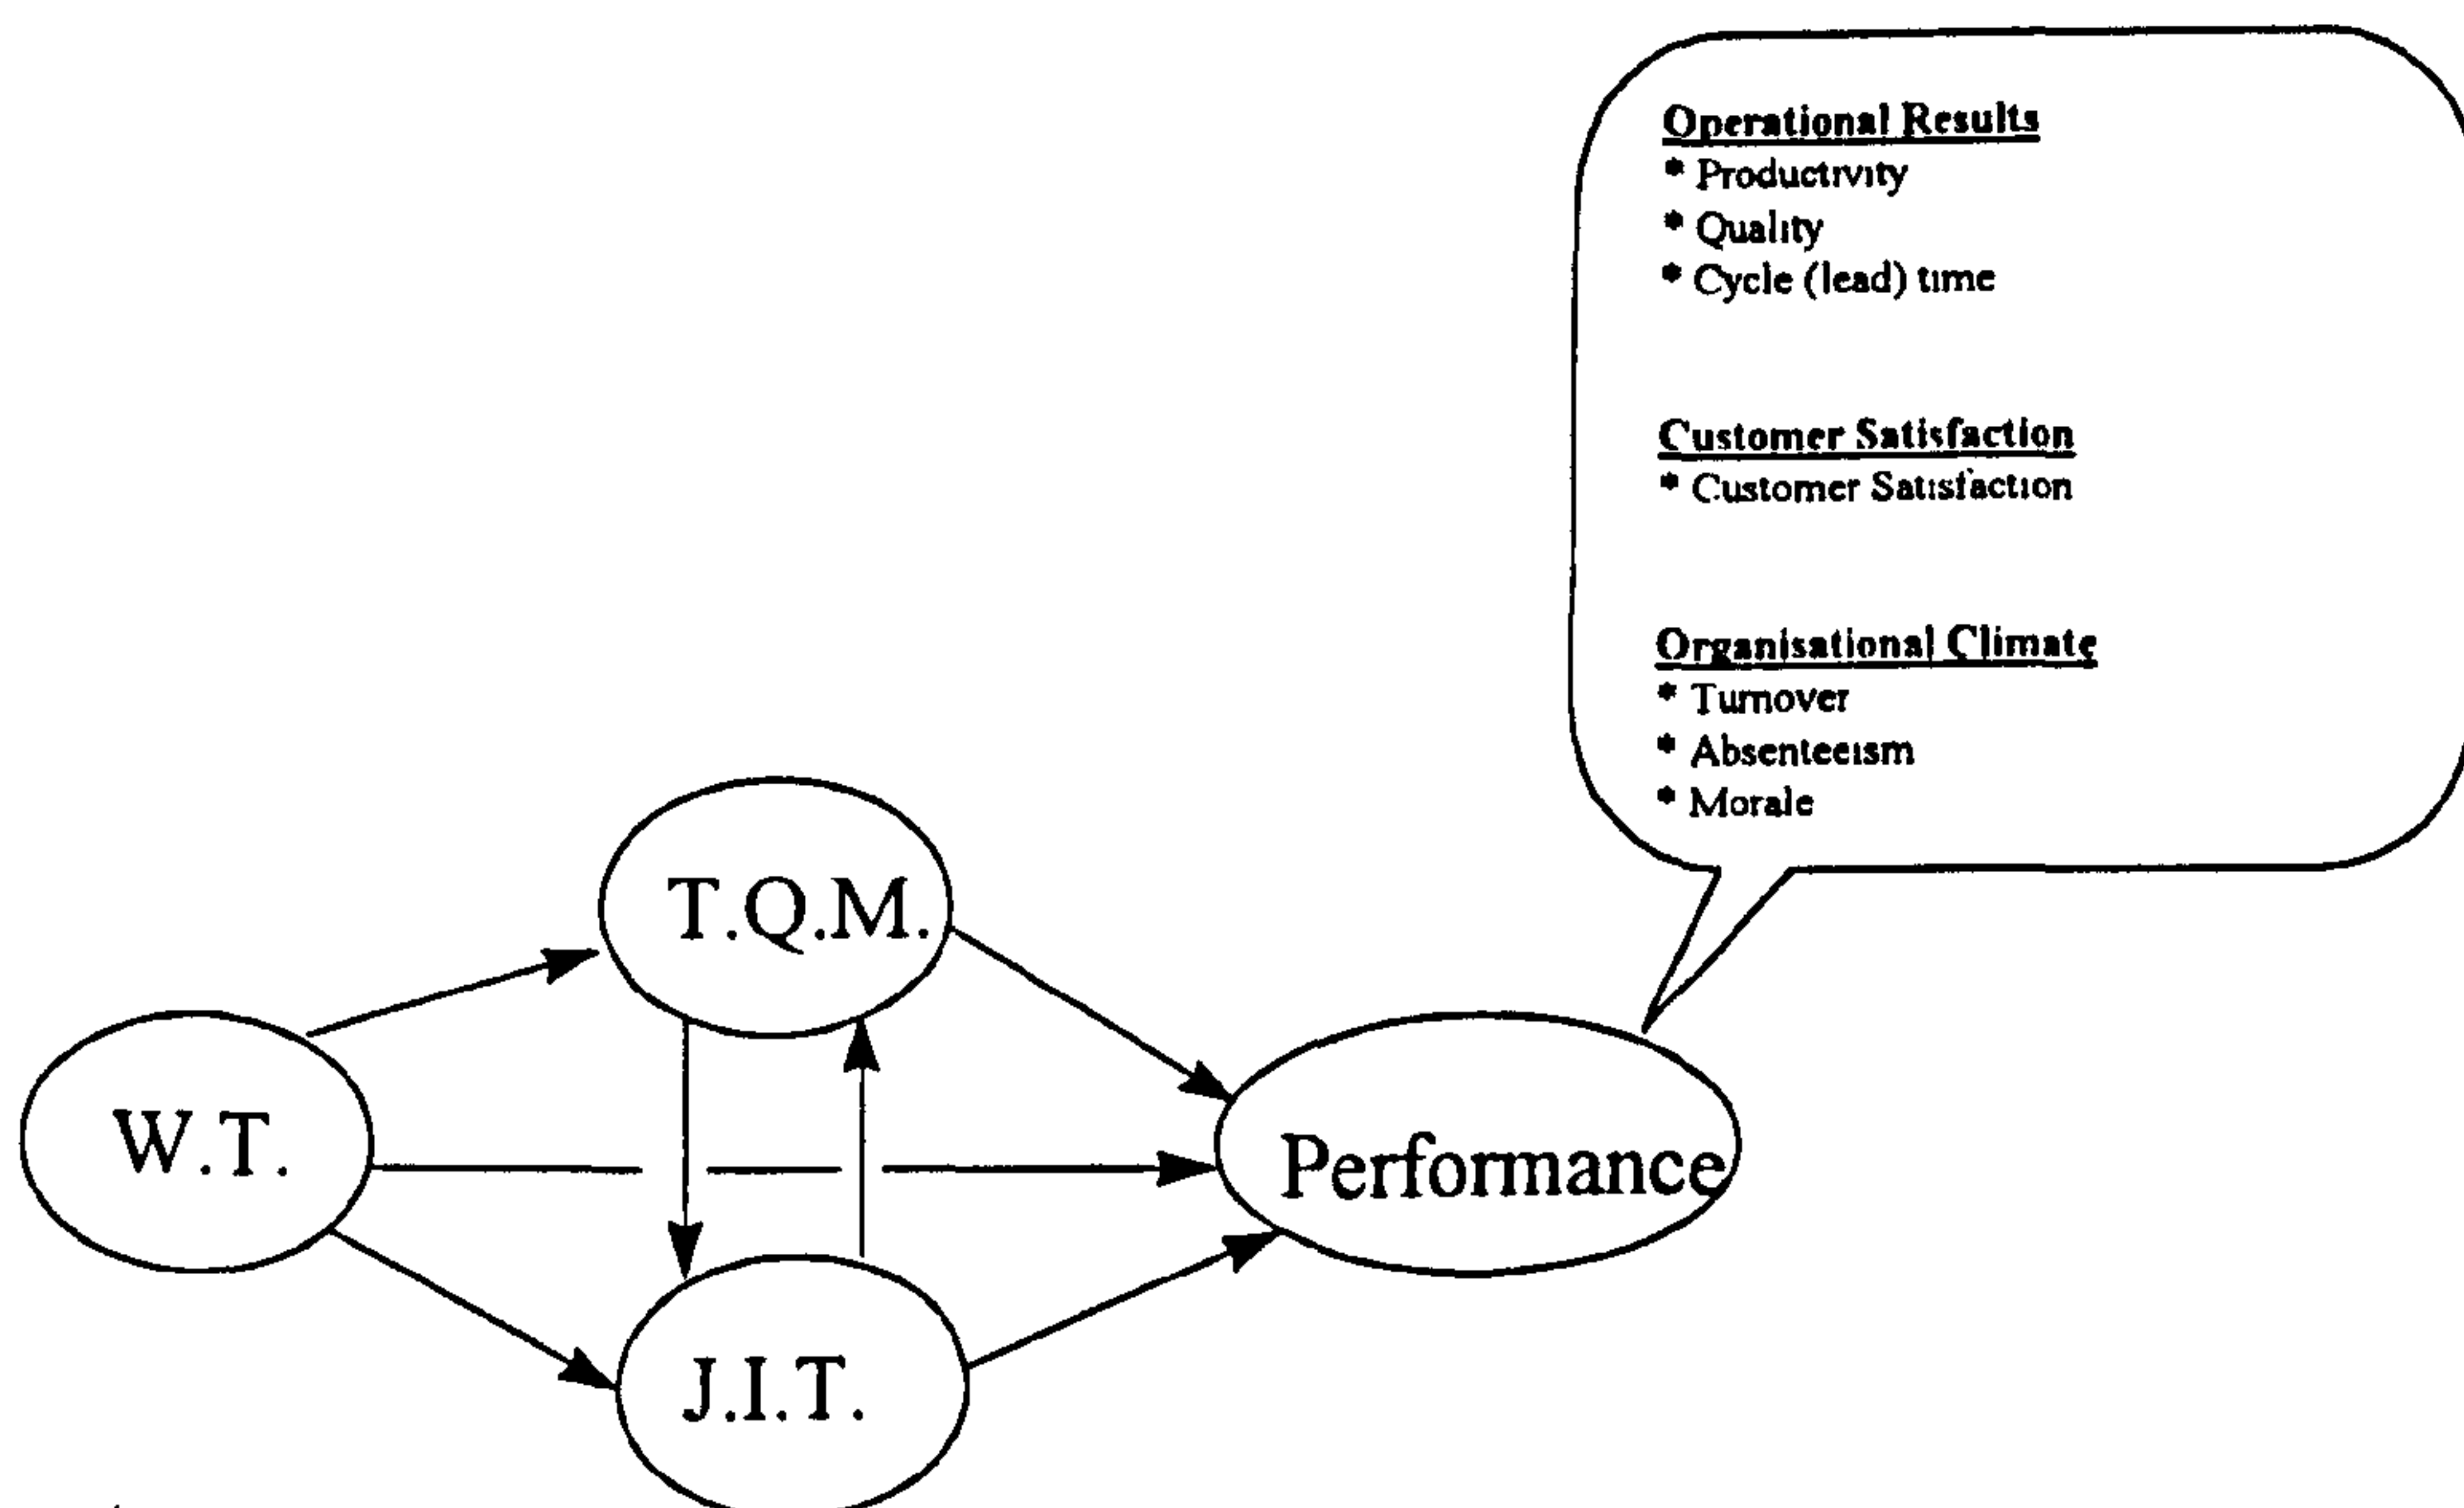 Operational Results
* Productivity
* Quality
* Cycle (lead) time
Customer Satisfaction
* Customer Satisfaction
Organisational Climate
* Turnover
* Absenteeism
* Morale
T.Q.M.
W.T.
Performance
J.I.T.